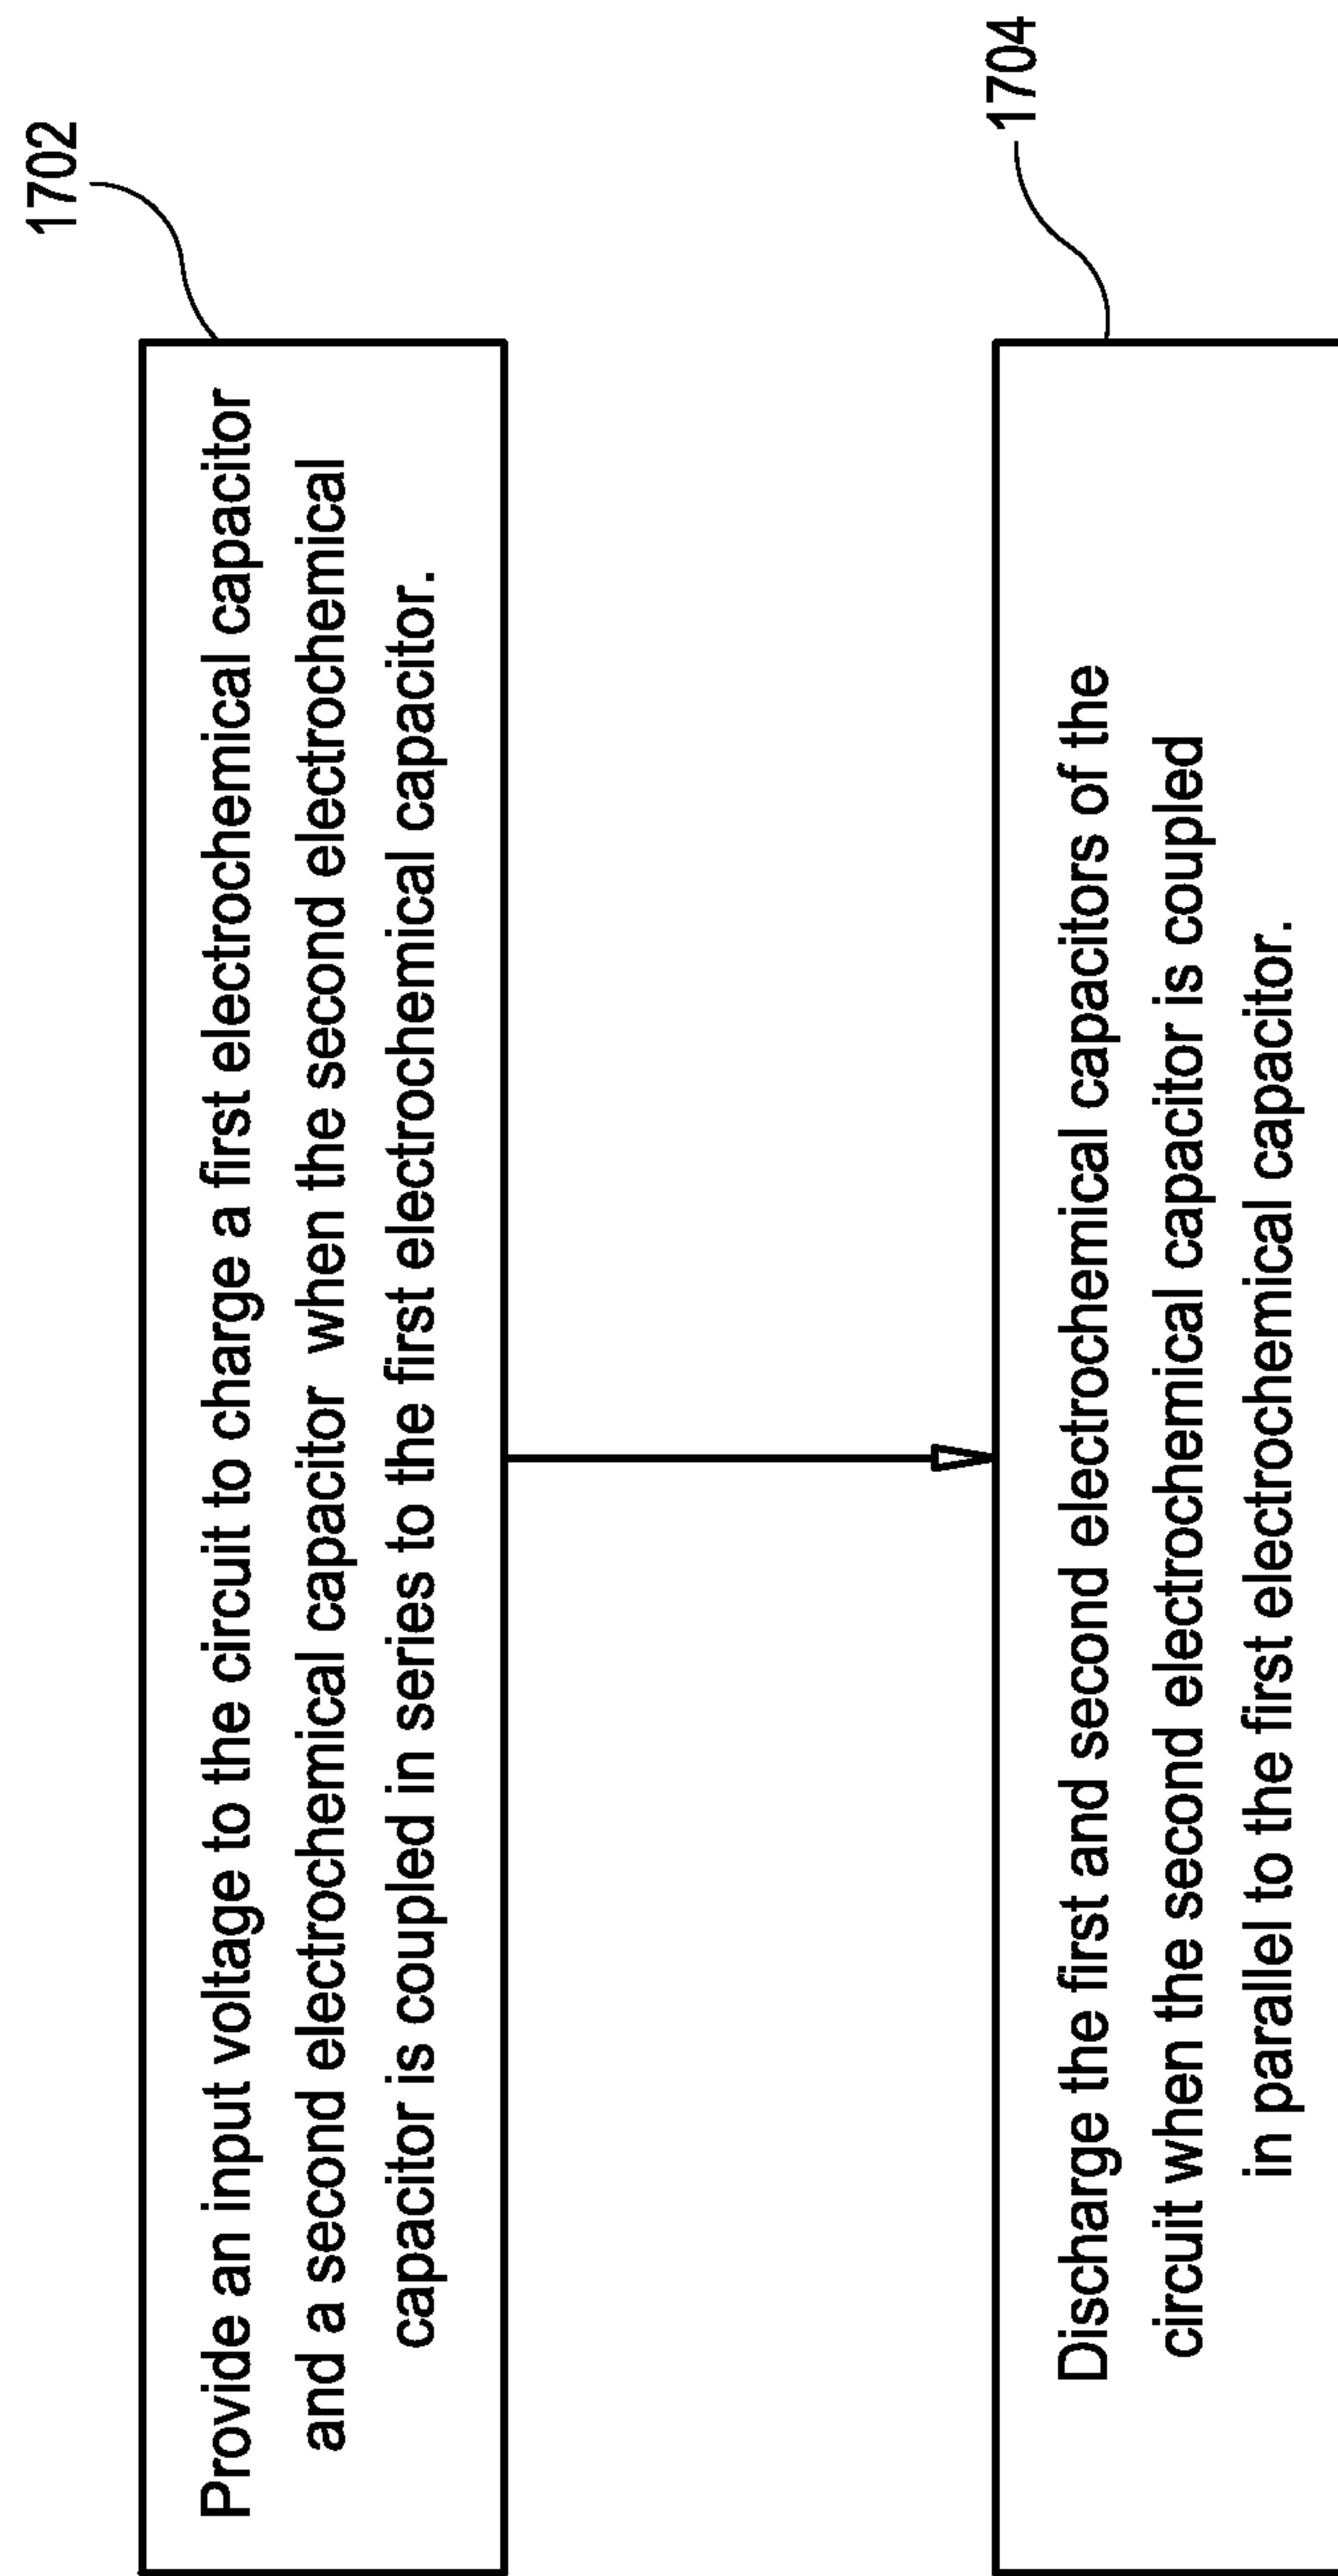 1702
Provide an input voltage to the circuit to charge a first electrochemical capacitor
and a second electrochemical capacitor when the second electrochemical
capacitor is coupled in series to the first electrochemical capacitor.
1704
Discharge the first and second electrochemical capacitors of the
circuit when the second electrochemical capacitor is coupled
in parallel to the first electrochemical capacitor.